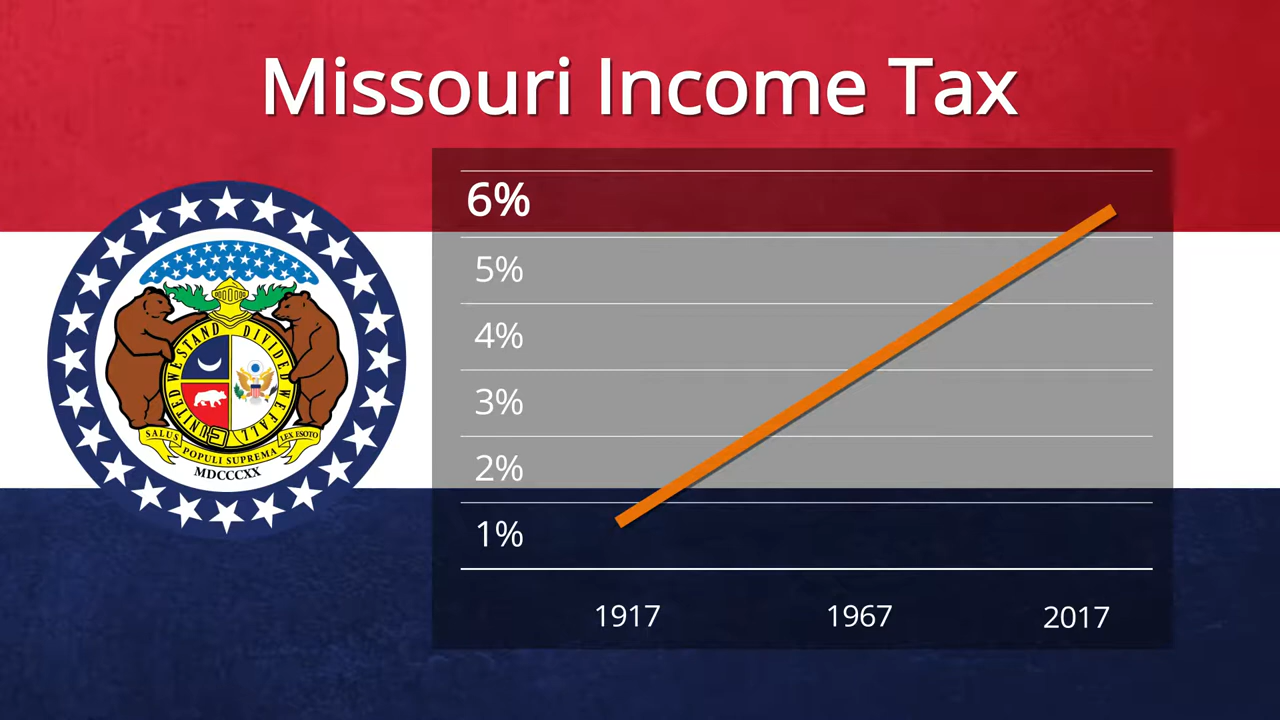 Missouri Income Tax
6%
5%
4%
3%
2%
1%
1917 1967 2017
UNITED WE STAND DIVIDED WE FALL
SALUS
POPULI SUPREMA
LEX ESTO
MDCCCXX